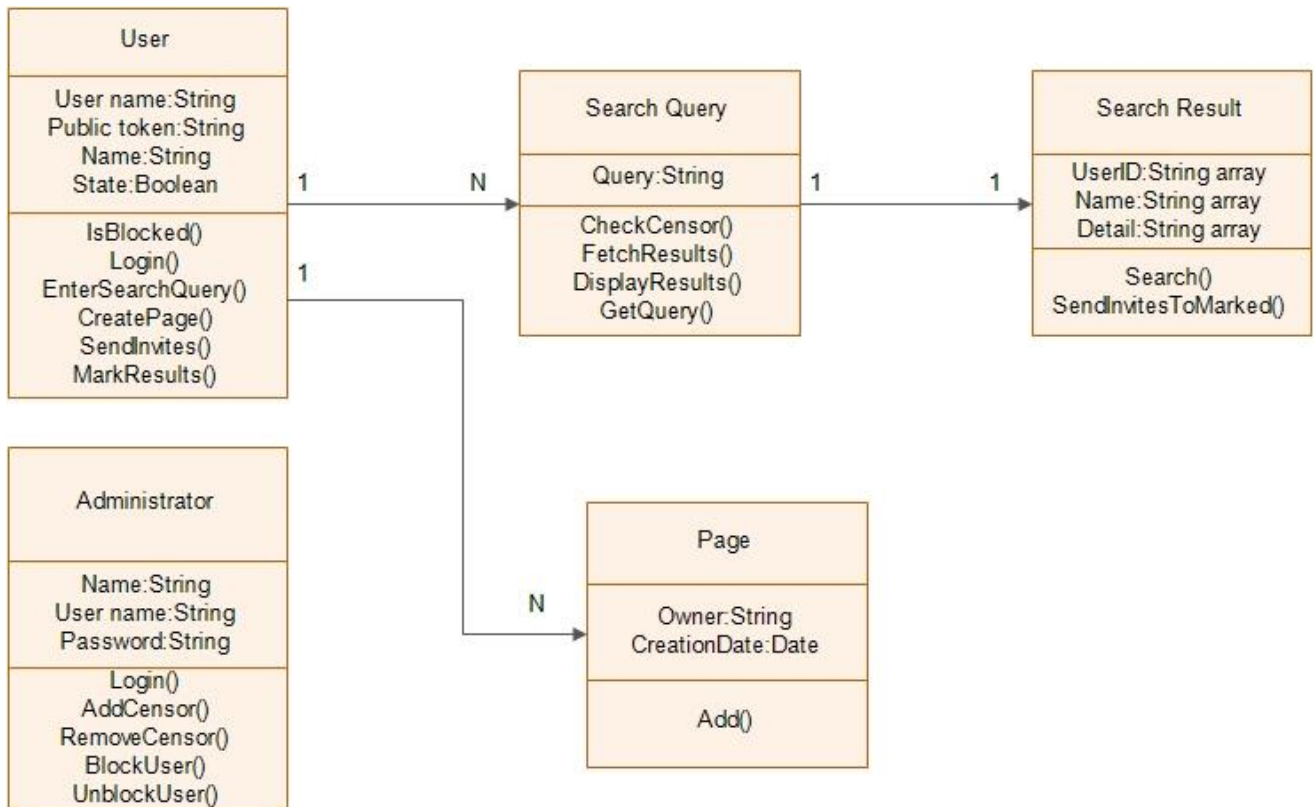 User
User name:String
Public token:String
Name:String
State:Boolean
IsBlocked()
Login()
EnterSearchQuery()
CreatePage()
SendInvites()
MarkResults()
1
N
1
Search Query
Query:String
CheckCensor()
FetchResults()
DisplayResults()
GetQuery()
1
1
Search Result
UserID:String array
Name:String array
Detail:String array
Search()
SendInvitesToMarked()
Administrator
Name:String
User name:String
Password:String
Login()
AddCensor()
RemoveCensor()
BlockUser()
UnblockUser()
N
Page
Owner:String
CreationDate:Date
Add()